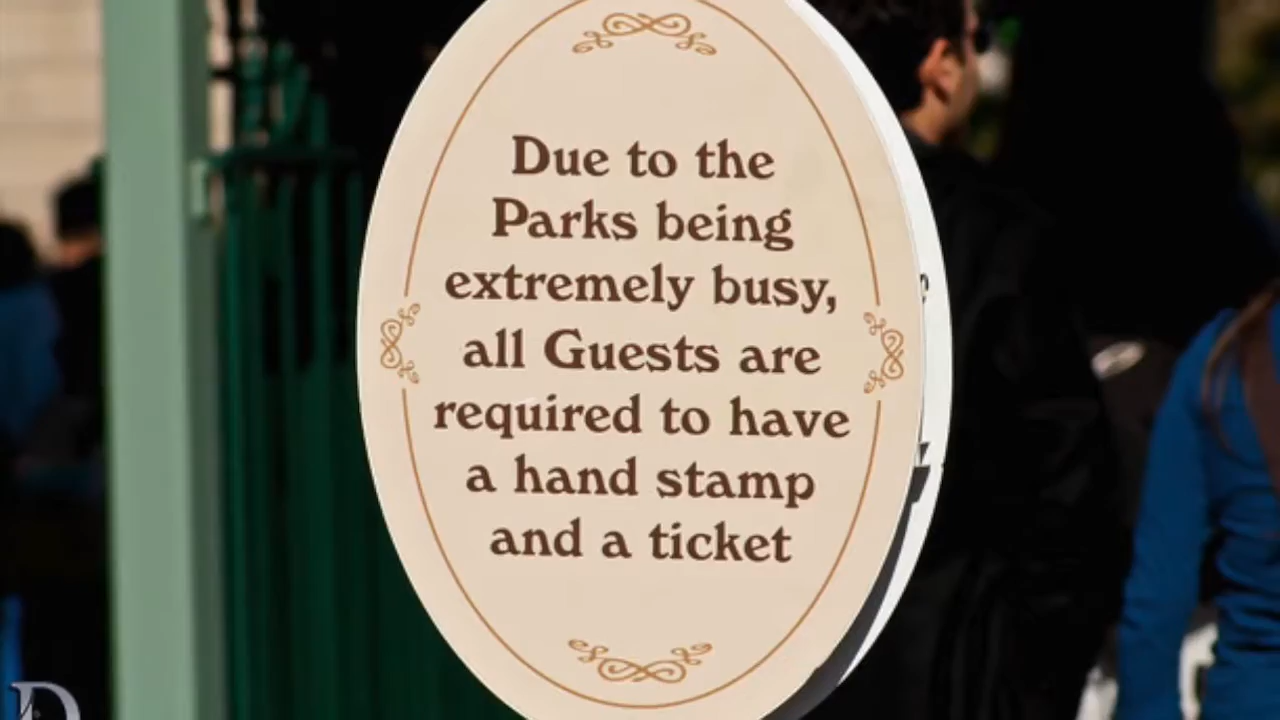 Due to the
Parks being
extremely busy,
all Guests are
required to have
a hand stamp
and a ticket
D